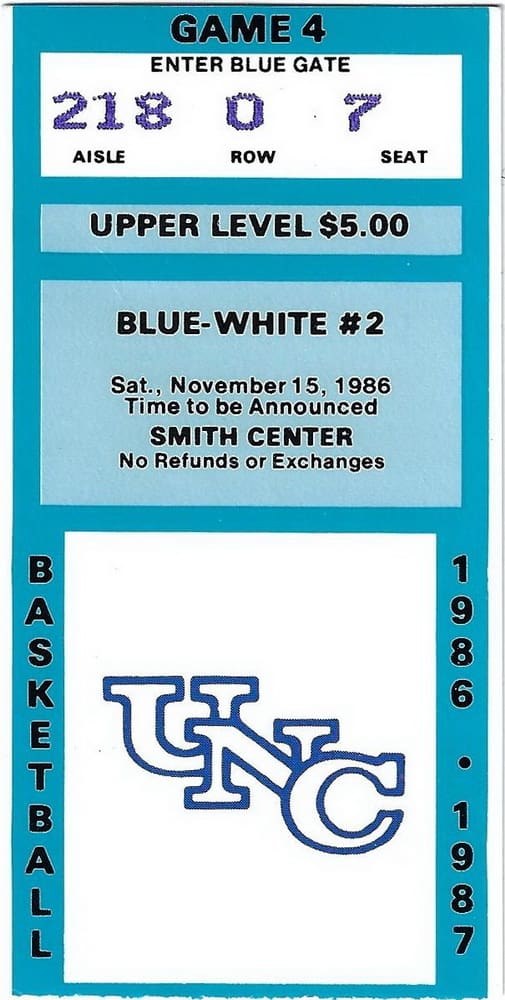 GAME 4
ENTER BLUE GATE
218 0 7
AISLE ROW SEAT
UPPER LEVEL $5.00
BLUE-WHITE #2
Sat., November 15, 1986
Time to be Announced
SMITH CENTER
No Refunds or Exchanges
BASKETBALL
1986 • 1987
UNC